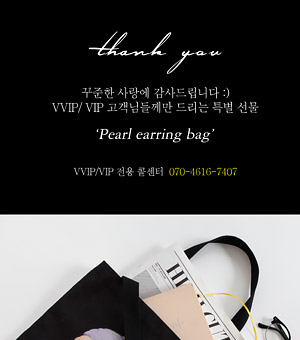 thank you
꾸준한 사랑에 감사드립니다 :)
VVIP/ VIP 고객님들께만 드리는 특별 선물
‘Pearl earring bag’
VVIP/VIP 전용 콜센터 070-4616-7407